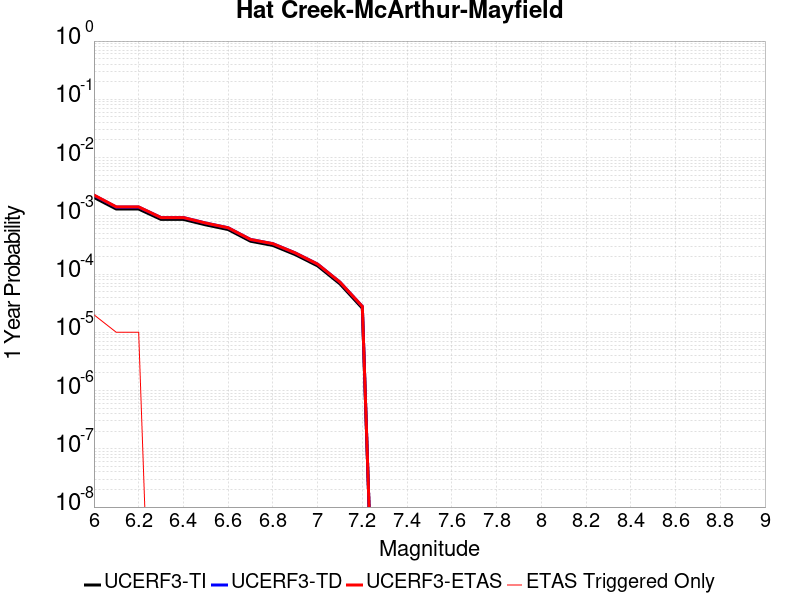 Hat Creek-McArthur-Mayfield
10^0
10^-1
10^-2
10^-3
10^-4
10^-5
10^-6
10^-7
10^-8
1 Year Probability
6 6.2 6.4 6.6 6.8 7 7.2 7.4 7.6 7.8 8 8.2 8.4 8.6 8.8 9
Magnitude
UCERF3-TI UCERF3-TD UCERF3-ETAS ETAS Triggered Only